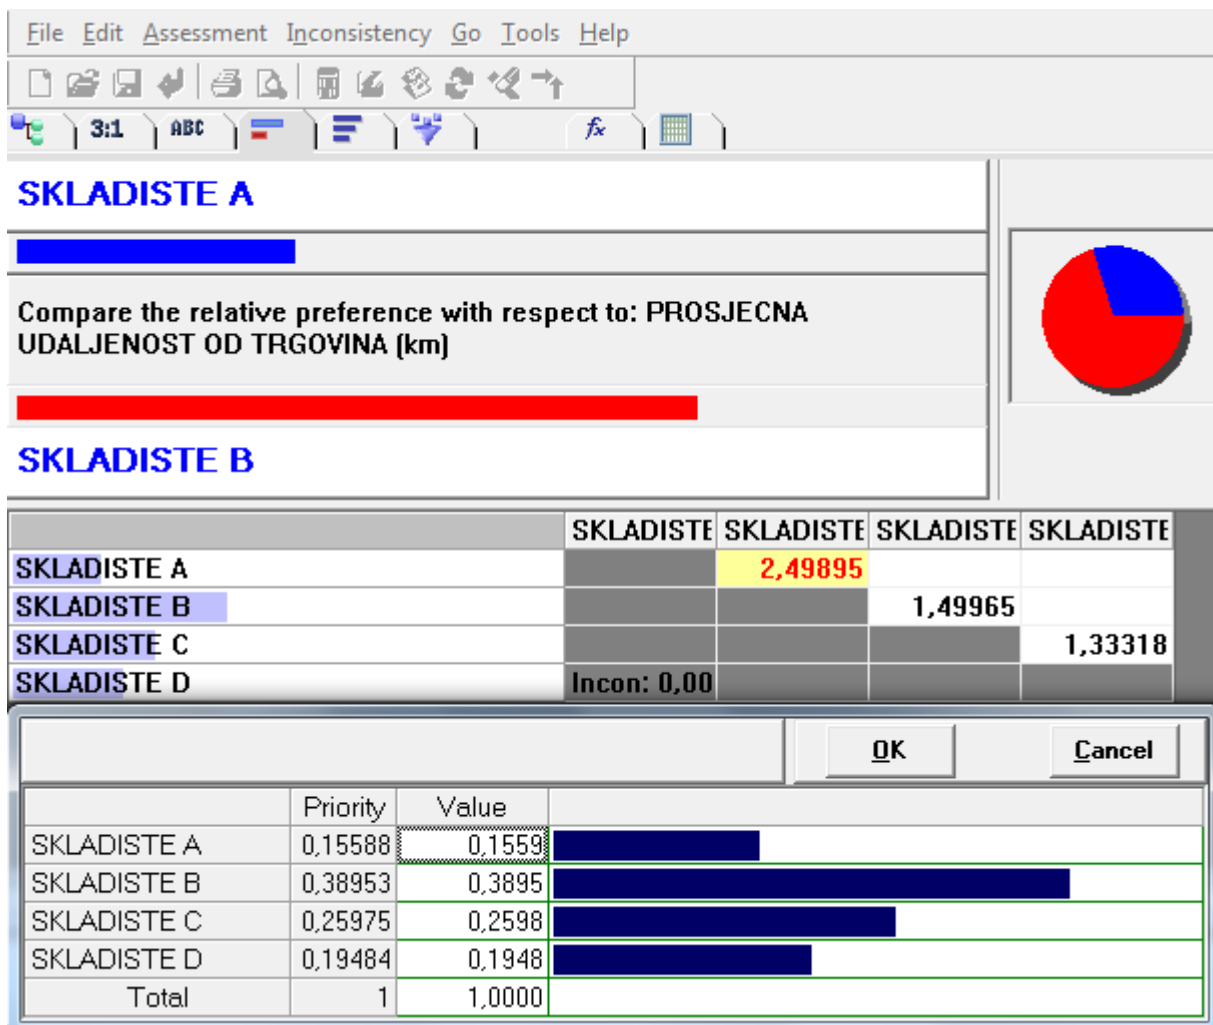 File Edit Assessment Inconsistency Go Tools Help
3:1 ABC fx
SKLADISTE A
Compare the relative preference with respect to: PROSJECNA
UDALJENOST OD TRGOVINA (km)
SKLADISTE B
SKLADISTE SKLADISTE SKLADISTE SKLADISTE
SKLADISTE A 2,49895
SKLADISTE B 1,49965
SKLADISTE C 1,33318
SKLADISTE D Incon: 0,00
OK Cancel
Priority Value
SKLADISTE A 0,15588 0,1559
SKLADISTE B 0,38953 0,3895
SKLADISTE C 0,25975 0,2598
SKLADISTE D 0,19484 0,1948
Total 1 1,0000